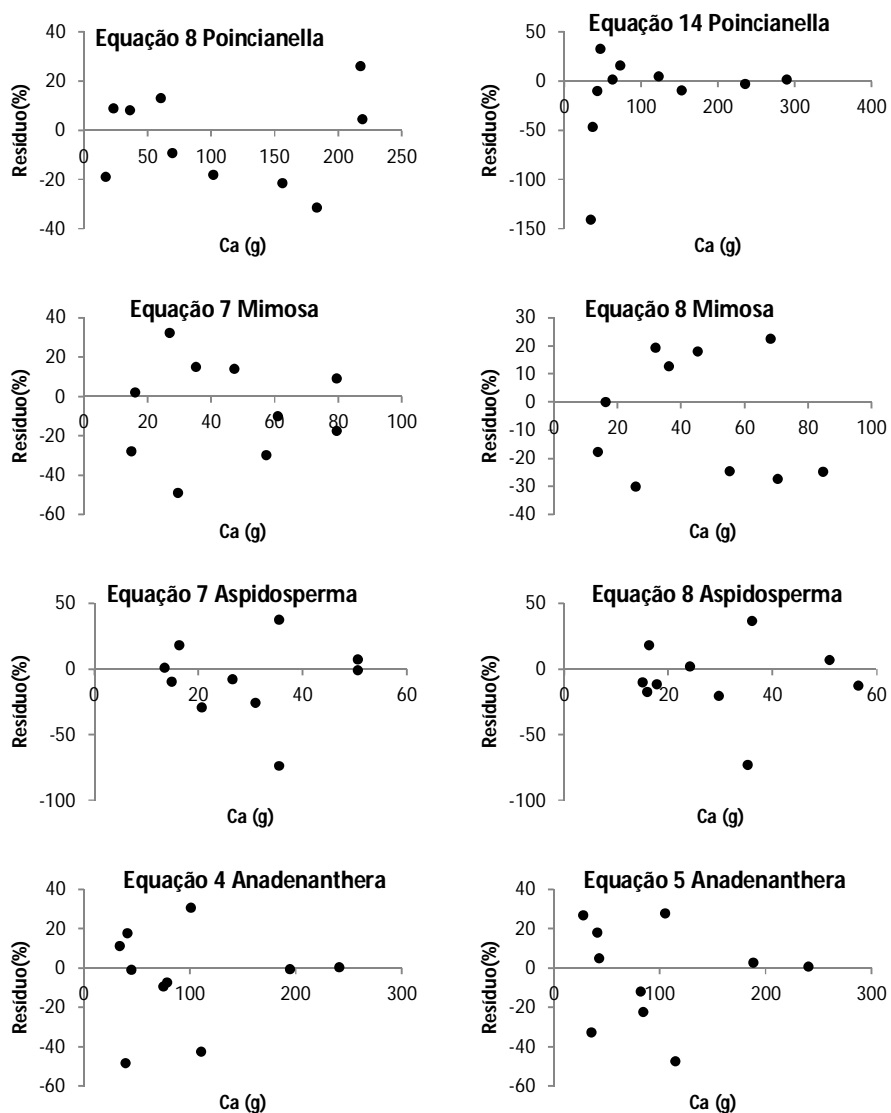 Equação 8 Poincianella
Resíduo(%)
40
20
0
-20
-40
0 50 100 150 200 250
Ca (g)
Equação 14 Poincianella
Resíduo(%)
50
0
-50
-100
-150
0 100 200 300 400
Ca (g)
Equação 7 Mimosa
Resíduo(%)
40
20
0
-20
-40
-60
0 20 40 60 80 100
Ca (g)
Equação 8 Mimosa
Resíduo(%)
30
20
10
0
-10
-20
-30
-40
0 20 40 60 80 100
Ca (g)
Equação 7 Aspidosperma
Resíduo(%)
50
0
-50
-100
0 20 40 60
Ca (g)
Equação 8 Aspidosperma
Resíduo(%)
50
0
-50
-100
0 20 40 60
Ca (g)
Equação 4 Anadenanthera
Resíduo(%)
40
20
0
-20
-40
-60
0 100 200 300
Ca (g)
Equação 5 Anadenanthera
Resíduo(%)
40
20
0
-20
-40
-60
0 100 200 300
Ca (g)